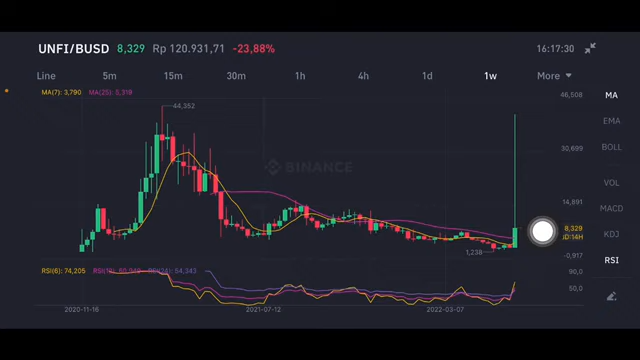 UNFI/BUSD 8,329 Rp 120.931,71 -23,88% 16:17:30
Line 5m 15m 30m 1h 4h 1d 1w More
MA(7): 3,790 MA(25): 5,319
MA
EMA
BOLL
VOL
MACD
KDJ
RSI
44,352
BINANCE
1,238
46,508
30,699
14,891
8,329
-0,917
RSI(6): 74,205 RSI(24): 54,343
90,0
50,0
2020-11-16 2021-07-12 2022-03-07